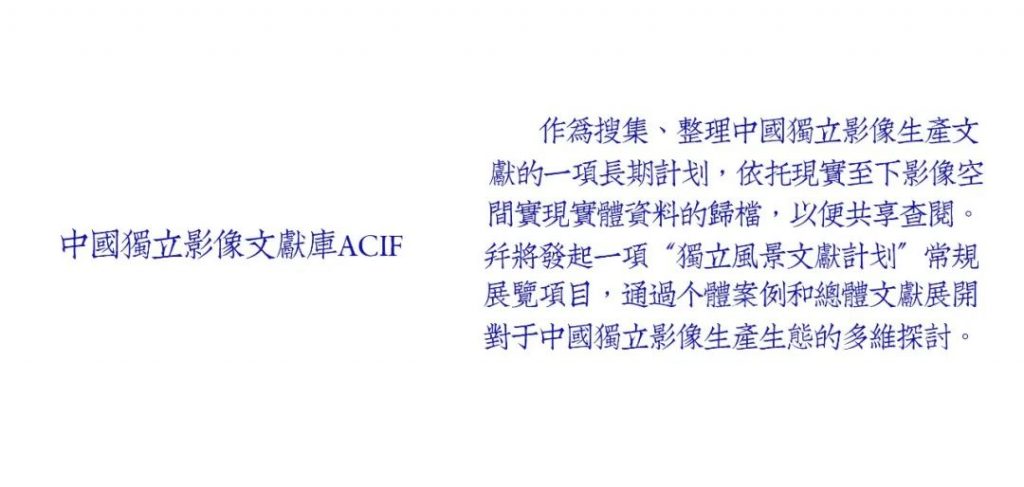 中國獨立影像文獻庫ACIF
作爲搜集、整理中國獨立影像生產文
獻的一項長期計划，依托現實至下影像空
間實現實體資料的歸檔，以便共享查閱。
幷將發起一項“獨立風景文獻計划”常規
展覽項目，通過个體案例和總體文獻展開
對于中國獨立影像生產生態的多維探討。